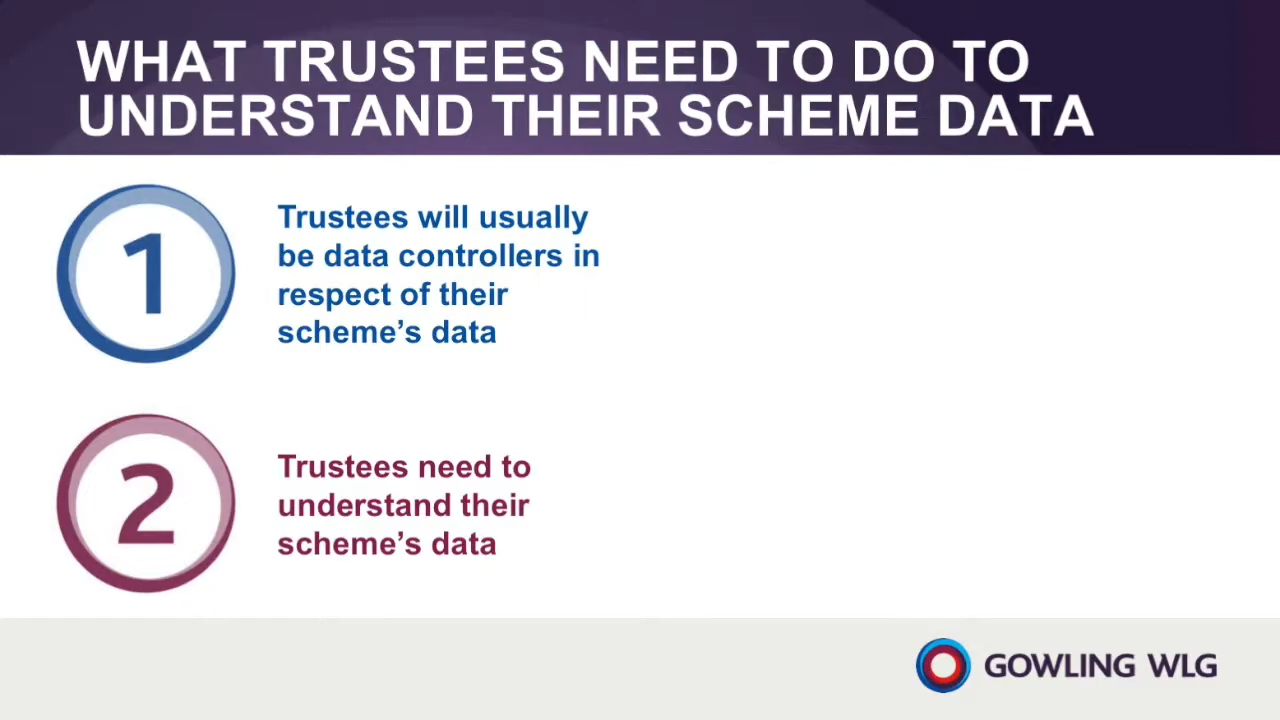 WHAT TRUSTEES NEED TO DO TO
UNDERSTAND THEIR SCHEME DATA
1
Trustees will usually
be data controllers in
respect of their
scheme’s data
2
Trustees need to
understand their
scheme’s data
GOWLING WLG